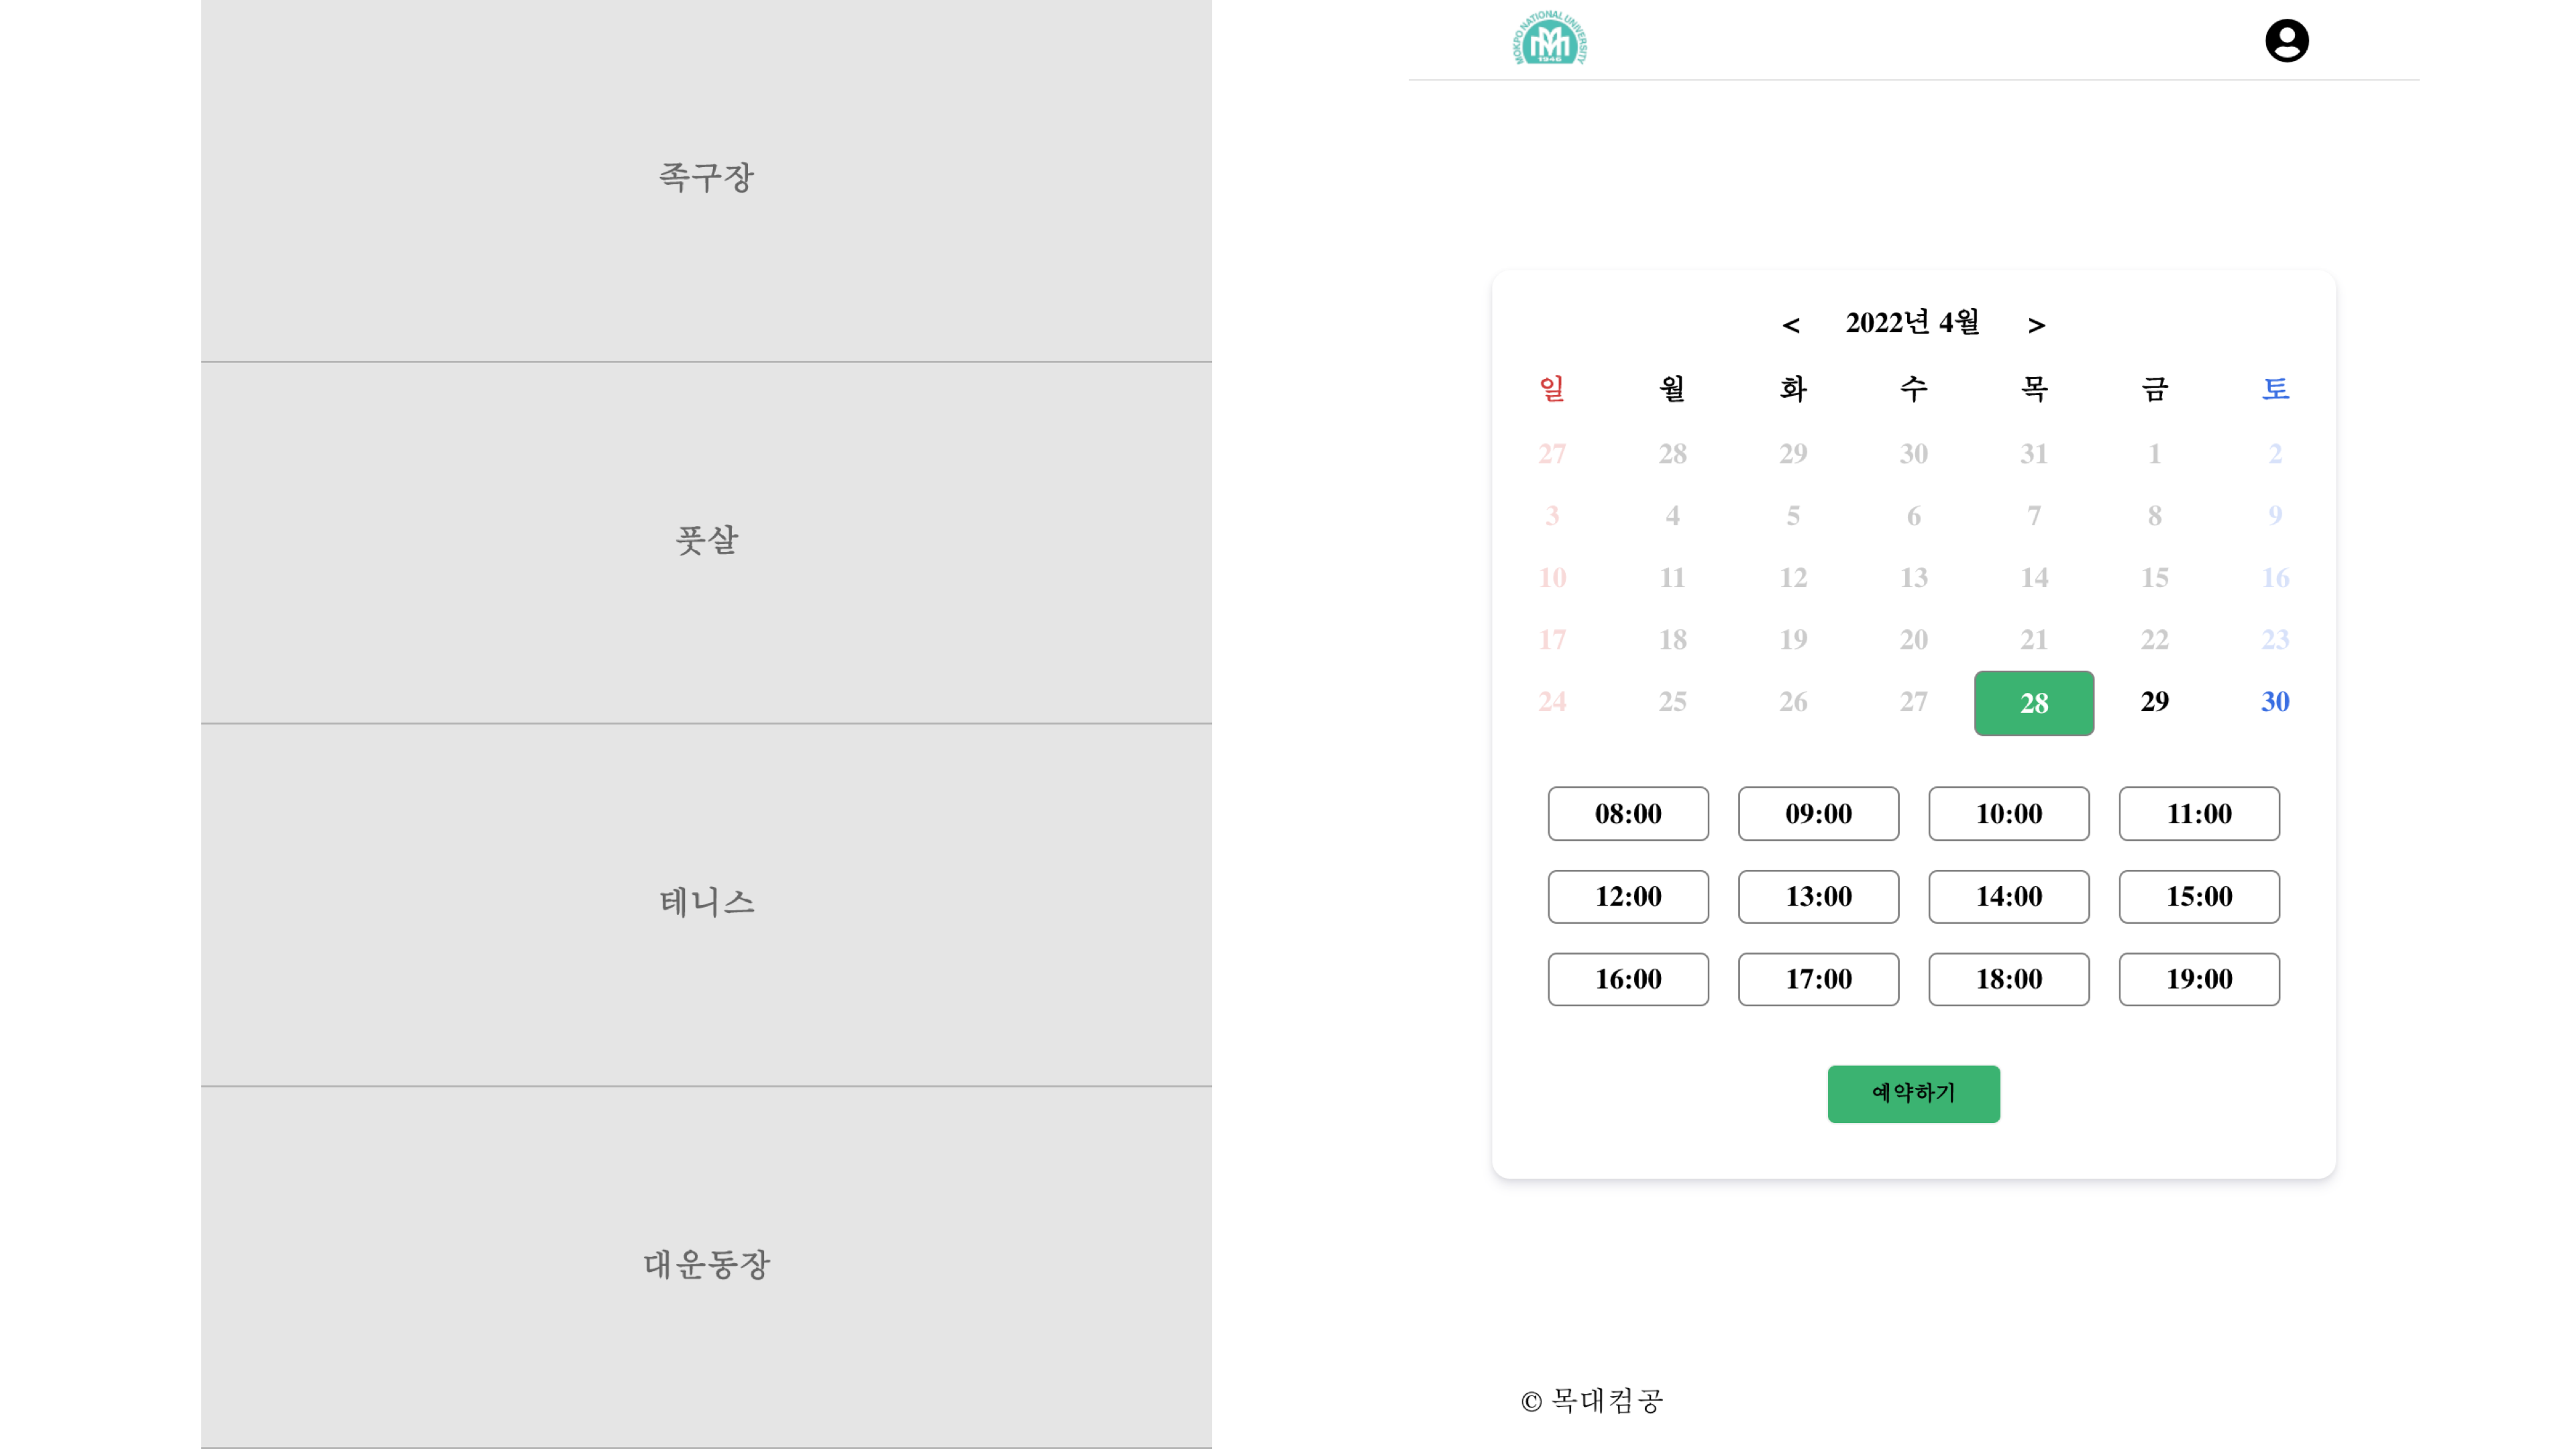 족구장
풋살
테니스
대운동장
MOKPO NATIONAL UNIVERSITY
1946
< 2022년 4월 >
일 월 화 수 목 금 토
27 28 29 30 31 1 2
3 4 5 6 7 8 9
10 11 12 13 14 15 16
17 18 19 20 21 22 23
24 25 26 27 28 29 30
08:00 09:00 10:00 11:00
12:00 13:00 14:00 15:00
16:00 17:00 18:00 19:00
예약하기
© 목대컴공